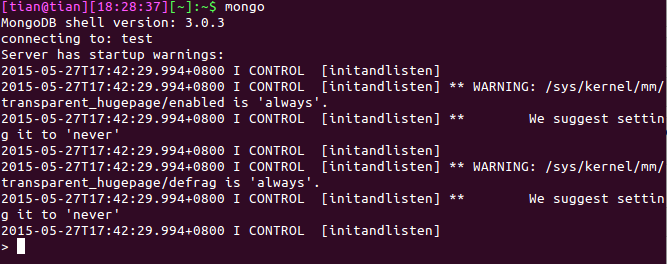 [tian@tian][18:28:37][~]:~$ mongo
MongoDB shell version: 3.0.3
connecting to: test
Server has startup warnings:
2015-05-27T17:42:29.994+0800 I CONTROL  [initandlisten]
2015-05-27T17:42:29.994+0800 I CONTROL  [initandlisten] ** WARNING: /sys/kernel/mm/
transparent_hugepage/enabled is 'always'.
2015-05-27T17:42:29.994+0800 I CONTROL  [initandlisten] **        We suggest settin
g it to 'never'
2015-05-27T17:42:29.994+0800 I CONTROL  [initandlisten]
2015-05-27T17:42:29.994+0800 I CONTROL  [initandlisten] ** WARNING: /sys/kernel/mm/
transparent_hugepage/defrag is 'always'.
2015-05-27T17:42:29.994+0800 I CONTROL  [initandlisten] **        We suggest settin
g it to 'never'
2015-05-27T17:42:29.994+0800 I CONTROL  [initandlisten]
>